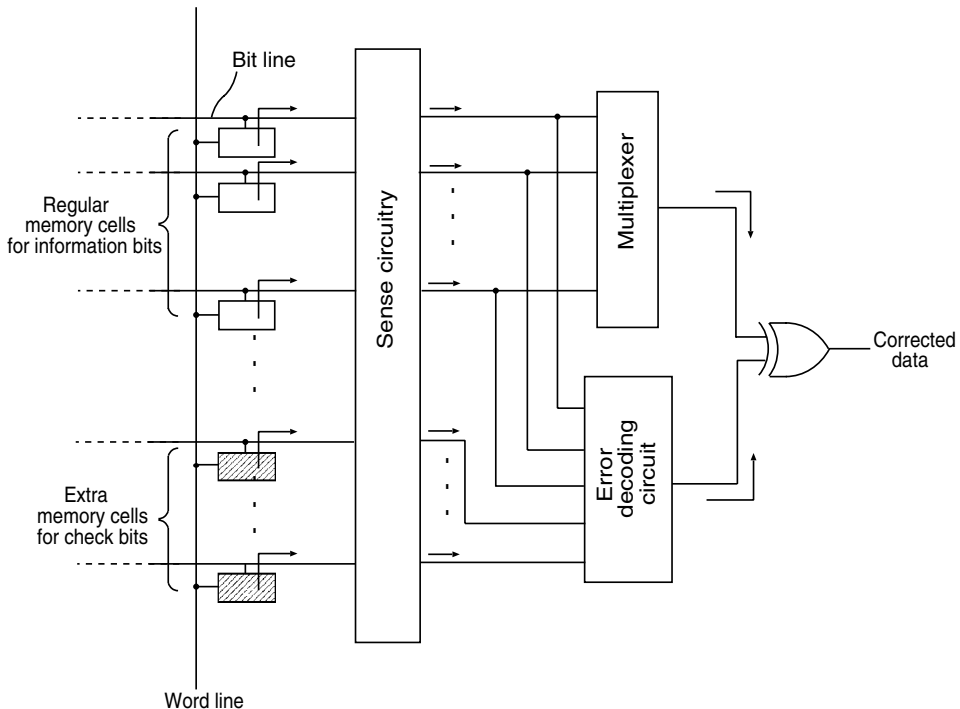 Bit line
Regular
memory cells
for information bits
Extra
memory cells
for check bits
Word line
Sense circuitry
Multiplexer
Error
decoding
circuit
Corrected
data